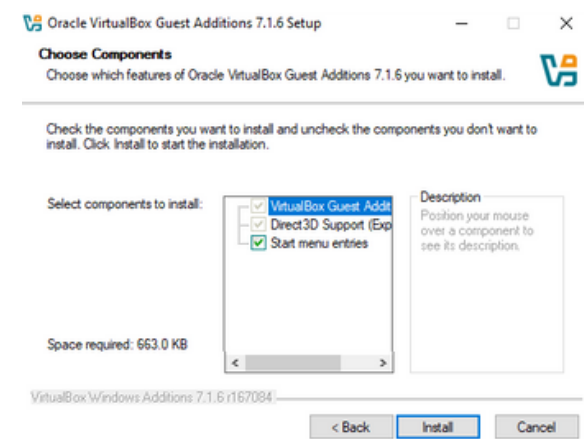 Oracle VirtualBox Guest Additions 7.1.6 Setup
Choose Components
Choose which features of Oracle VirtualBox Guest Additions 7.1.6 you want to install.
Check the components you want to install and uncheck the components you don't want to
install. Click Install to start the installation.
Select components to install:
VirtualBox Guest Addit
Direct3D Support (Exp
Start menu entries
Description
Position your mouse
over a component to
see its description.
Space required: 663.0 KB
VirtualBox Windows Additions 7.1.6 r167084
< Back
Install
Cancel